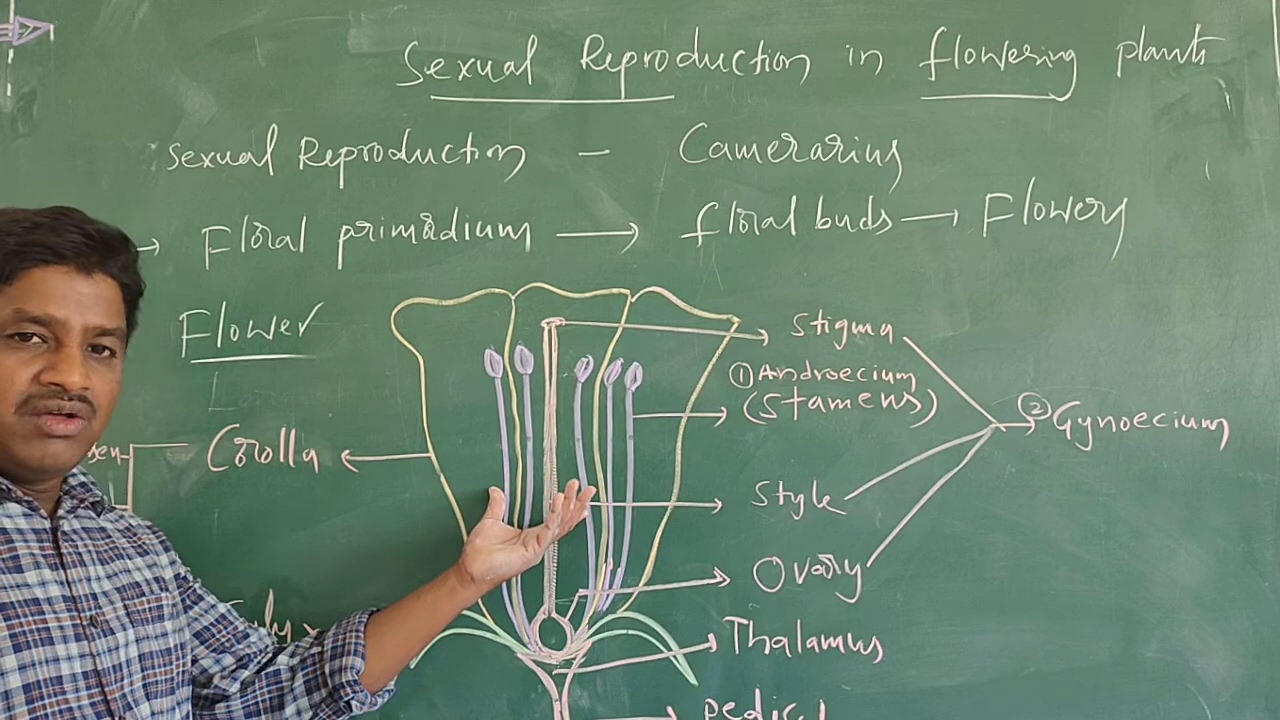 Sexual Reproduction in flowering plants
Sexual Reproduction – Camerarius
→ Floral primordium → floral buds → Flowers
Flower
Stigma
① Androecium
(Stamens)
② Gynoecium
Corolla
Style
Ovary
Thalamus